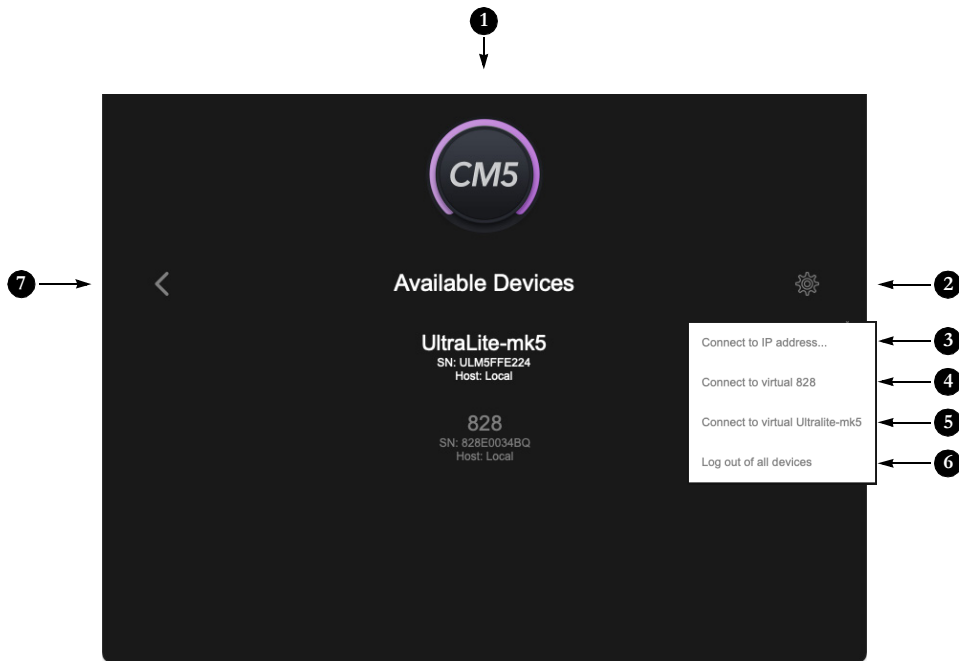 1
CM5
7
Available Devices
2
UltraLite-mk5
SN: ULM5FFE224
Host: Local
828
SN: 828E0034BQ
Host: Local
Connect to IP address...
3
Connect to virtual 828
4
Connect to virtual Ultralite-mk5
5
Log out of all devices
6